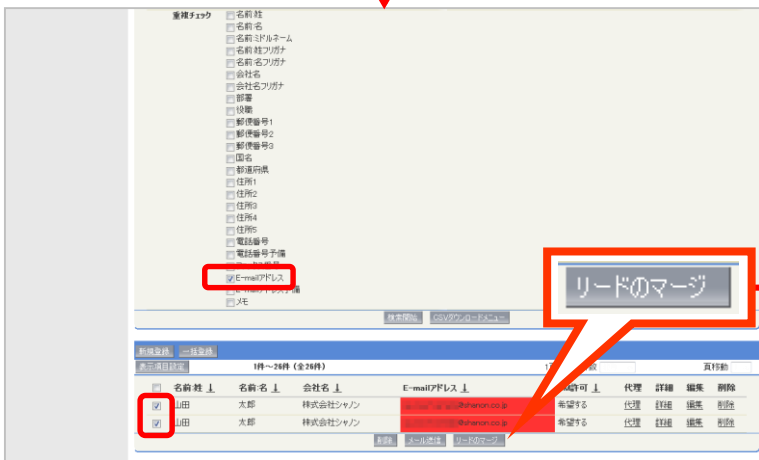 重複チェック
名前:姓
名前:名
名前:ミドルネーム
名前:姓フリガナ
名前:名フリガナ
会社名
会社名フリガナ
部署
役職
郵便番号1
郵便番号2
郵便番号3
国名
都道府県
住所1
住所2
住所3
住所4
住所5
電話番号
電話番号予備
E-mailアドレス
メモ
リードのマージ
検索開始 CSVダウンロードメニュー
新規登録 一括登録
表示項目設定 1件～26件 (全26件) 頁移動
名前:姓 名前:名 会社名 E-mailアドレス 許可 代理 詳細 編集 削除
山田 太郎 株式会社シャノン @shanon.co.jp 希望する 代理 詳細 編集 削除
山田 太郎 株式会社シャノン @shanon.co.jp 希望する 代理 詳細 編集 削除
削除 メール送信 リードのマージ